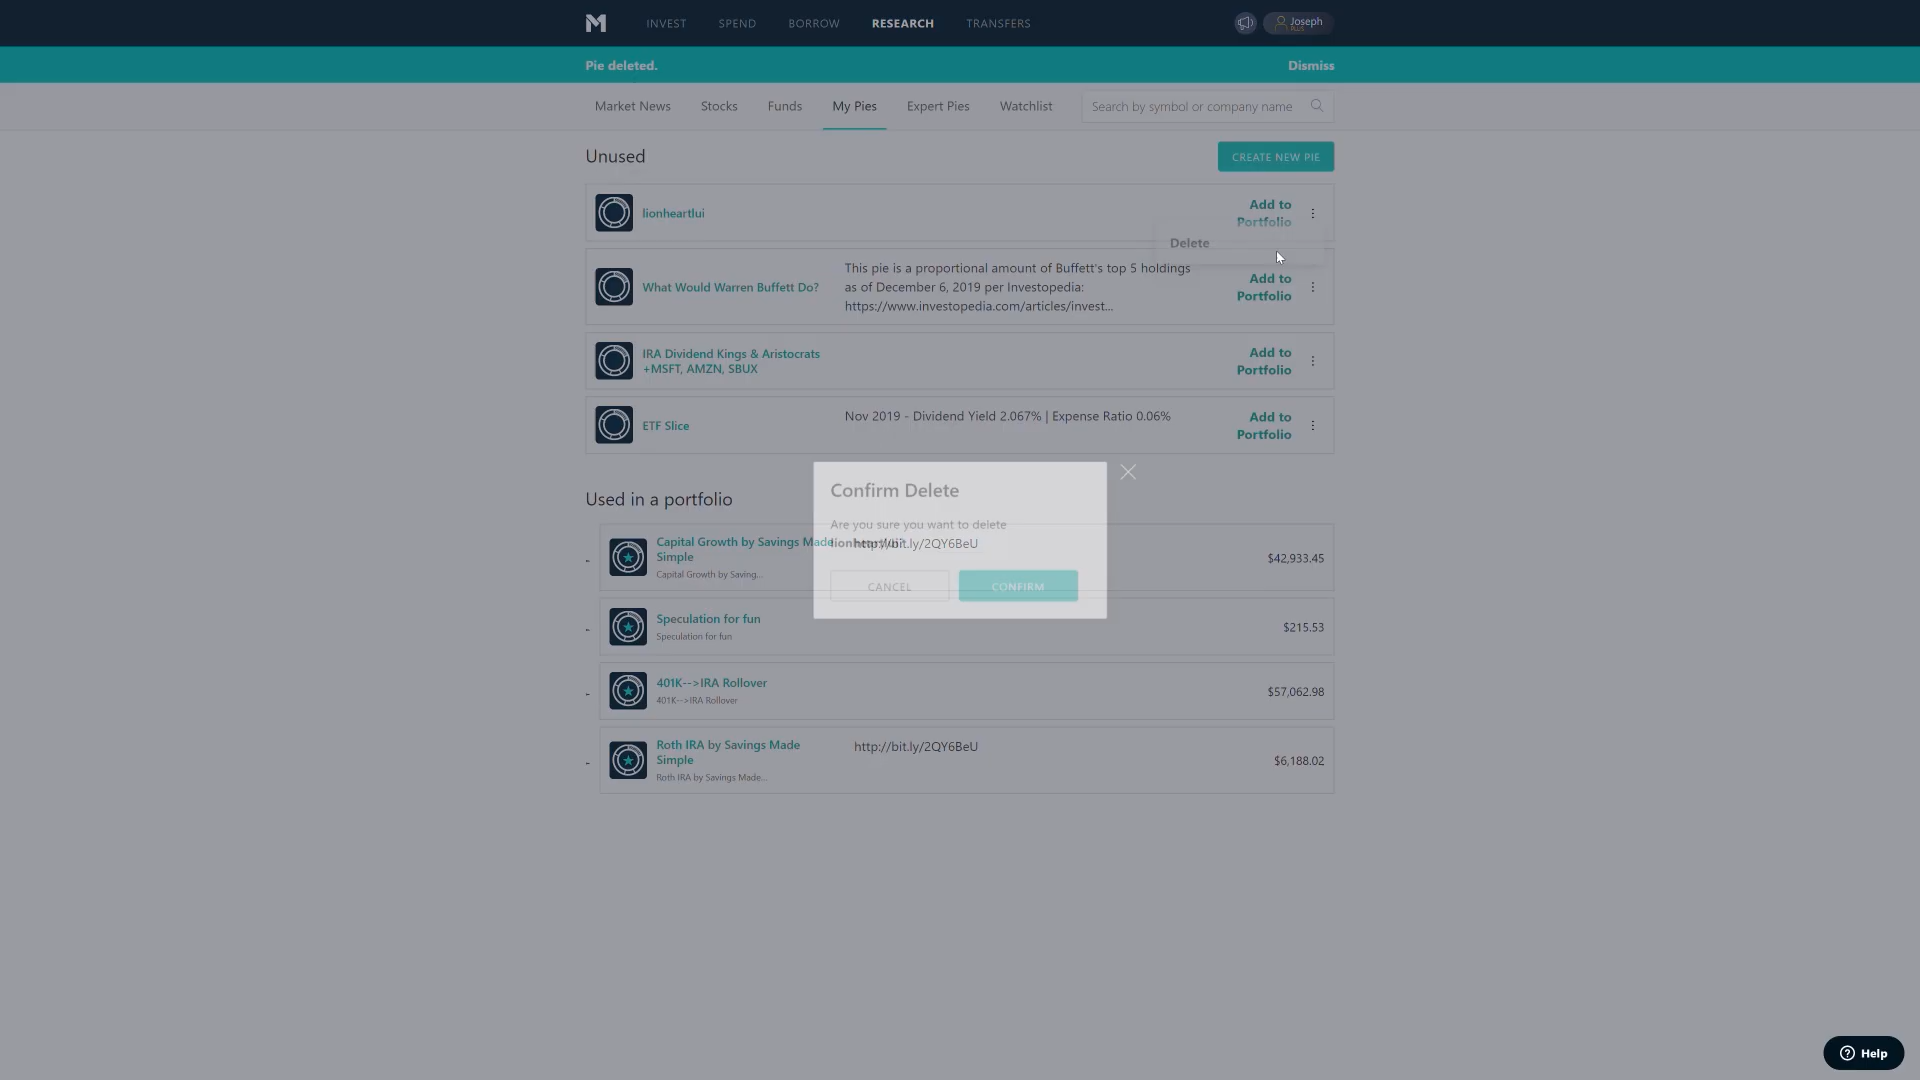 INVEST SPEND BORROW RESEARCH TRANSFERS Joseph
PLUS
Pie deleted. Dismiss
Market News Stocks Funds My Pies Expert Pies Watchlist Search by symbol or company name
Unused CREATE NEW PIE
lionheartlui
Add to
Portfolio
Delete
What Would Warren Buffett Do?
This pie is a proportional amount of Buffett's top 5 holdings
as of December 6, 2019 per Investopedia:
https://www.investopedia.com/articles/invest...
Add to
Portfolio
IRA Dividend Kings & Aristocrats
+MSFT, AMZN, SBUX
Add to
Portfolio
ETF Slice
Nov 2019 - Dividend Yield 2.067% | Expense Ratio 0.06%
Add to
Portfolio
Used in a portfolio
Confirm Delete
Are you sure you want to delete
CANCEL CONFIRM
Capital Growth by Savings Made
Simple
Capital Growth by Saving...
http://bit.ly/2QY6BeU
$42,933.45
Speculation for fun
Speculation for fun
$215.53
401K-->IRA Rollover
401K-->IRA Rollover
$57,062.98
Roth IRA by Savings Made
Simple
Roth IRA by Savings Made...
http://bit.ly/2QY6BeU
$6,188.02
Help